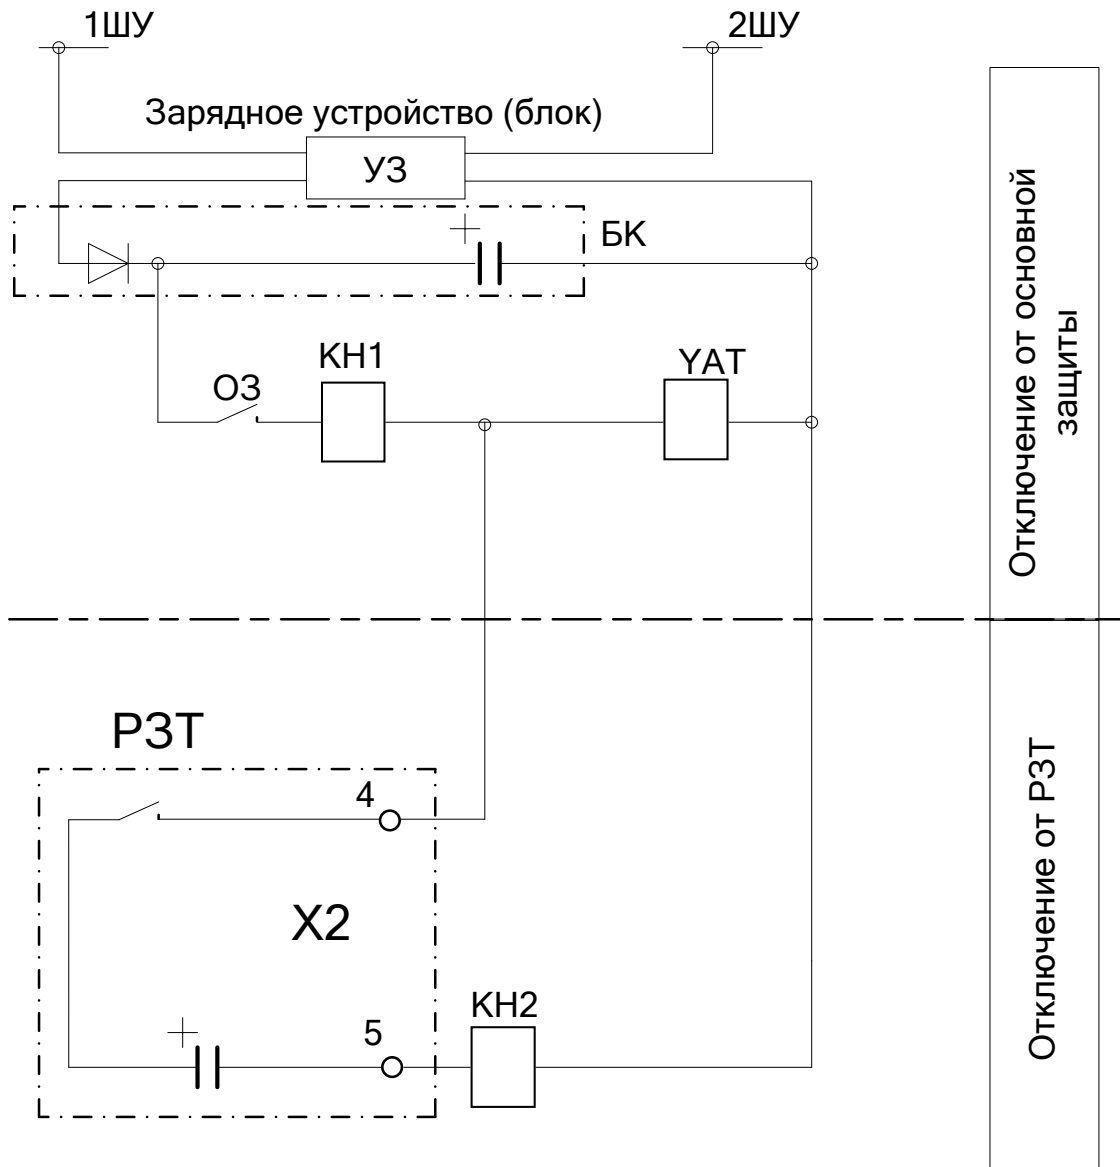 1ШУ
2ШУ
Зарядное устройство (блок)
УЗ
+
БК
КН1
YAT
ОЗ
Отключение от основной
защиты
РЗТ
4
X2
5
КН2
+
Отключение от РЗТ